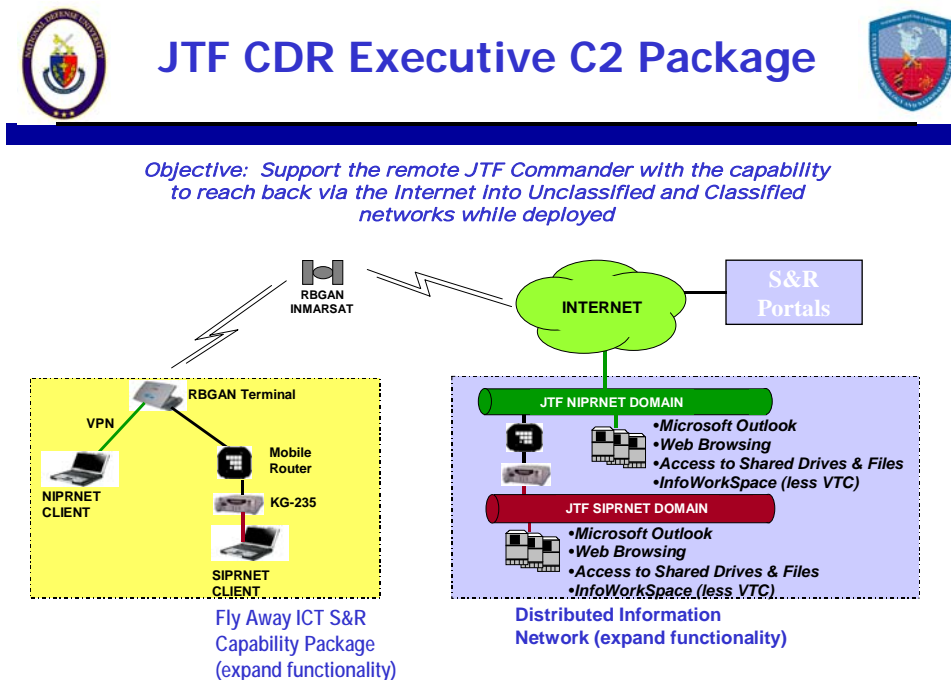 JTF CDR Executive C2 Package
NATIONAL DEFENSE UNIVERSITY
Objective: Support the remote JTF Commander with the capability
to reach back via the Internet into Unclassified and Classified
networks while deployed
RBGAN
INMARSAT
INTERNET
S&R
Portals
RBGAN Terminal
VPN
NIPRNET
CLIENT
Mobile
Router
KG-235
SIPRNET
CLIENT
JTF NIPRNET DOMAIN
•Microsoft Outlook
•Web Browsing
•Access to Shared Drives & Files
•InfoWorkSpace (less VTC)
JTF SIPRNET DOMAIN
•Microsoft Outlook
•Web Browsing
•Access to Shared Drives & Files
•InfoWorkSpace (less VTC)
Fly Away ICT S&R
Capability Package
(expand functionality)
Distributed Information
Network (expand functionality)